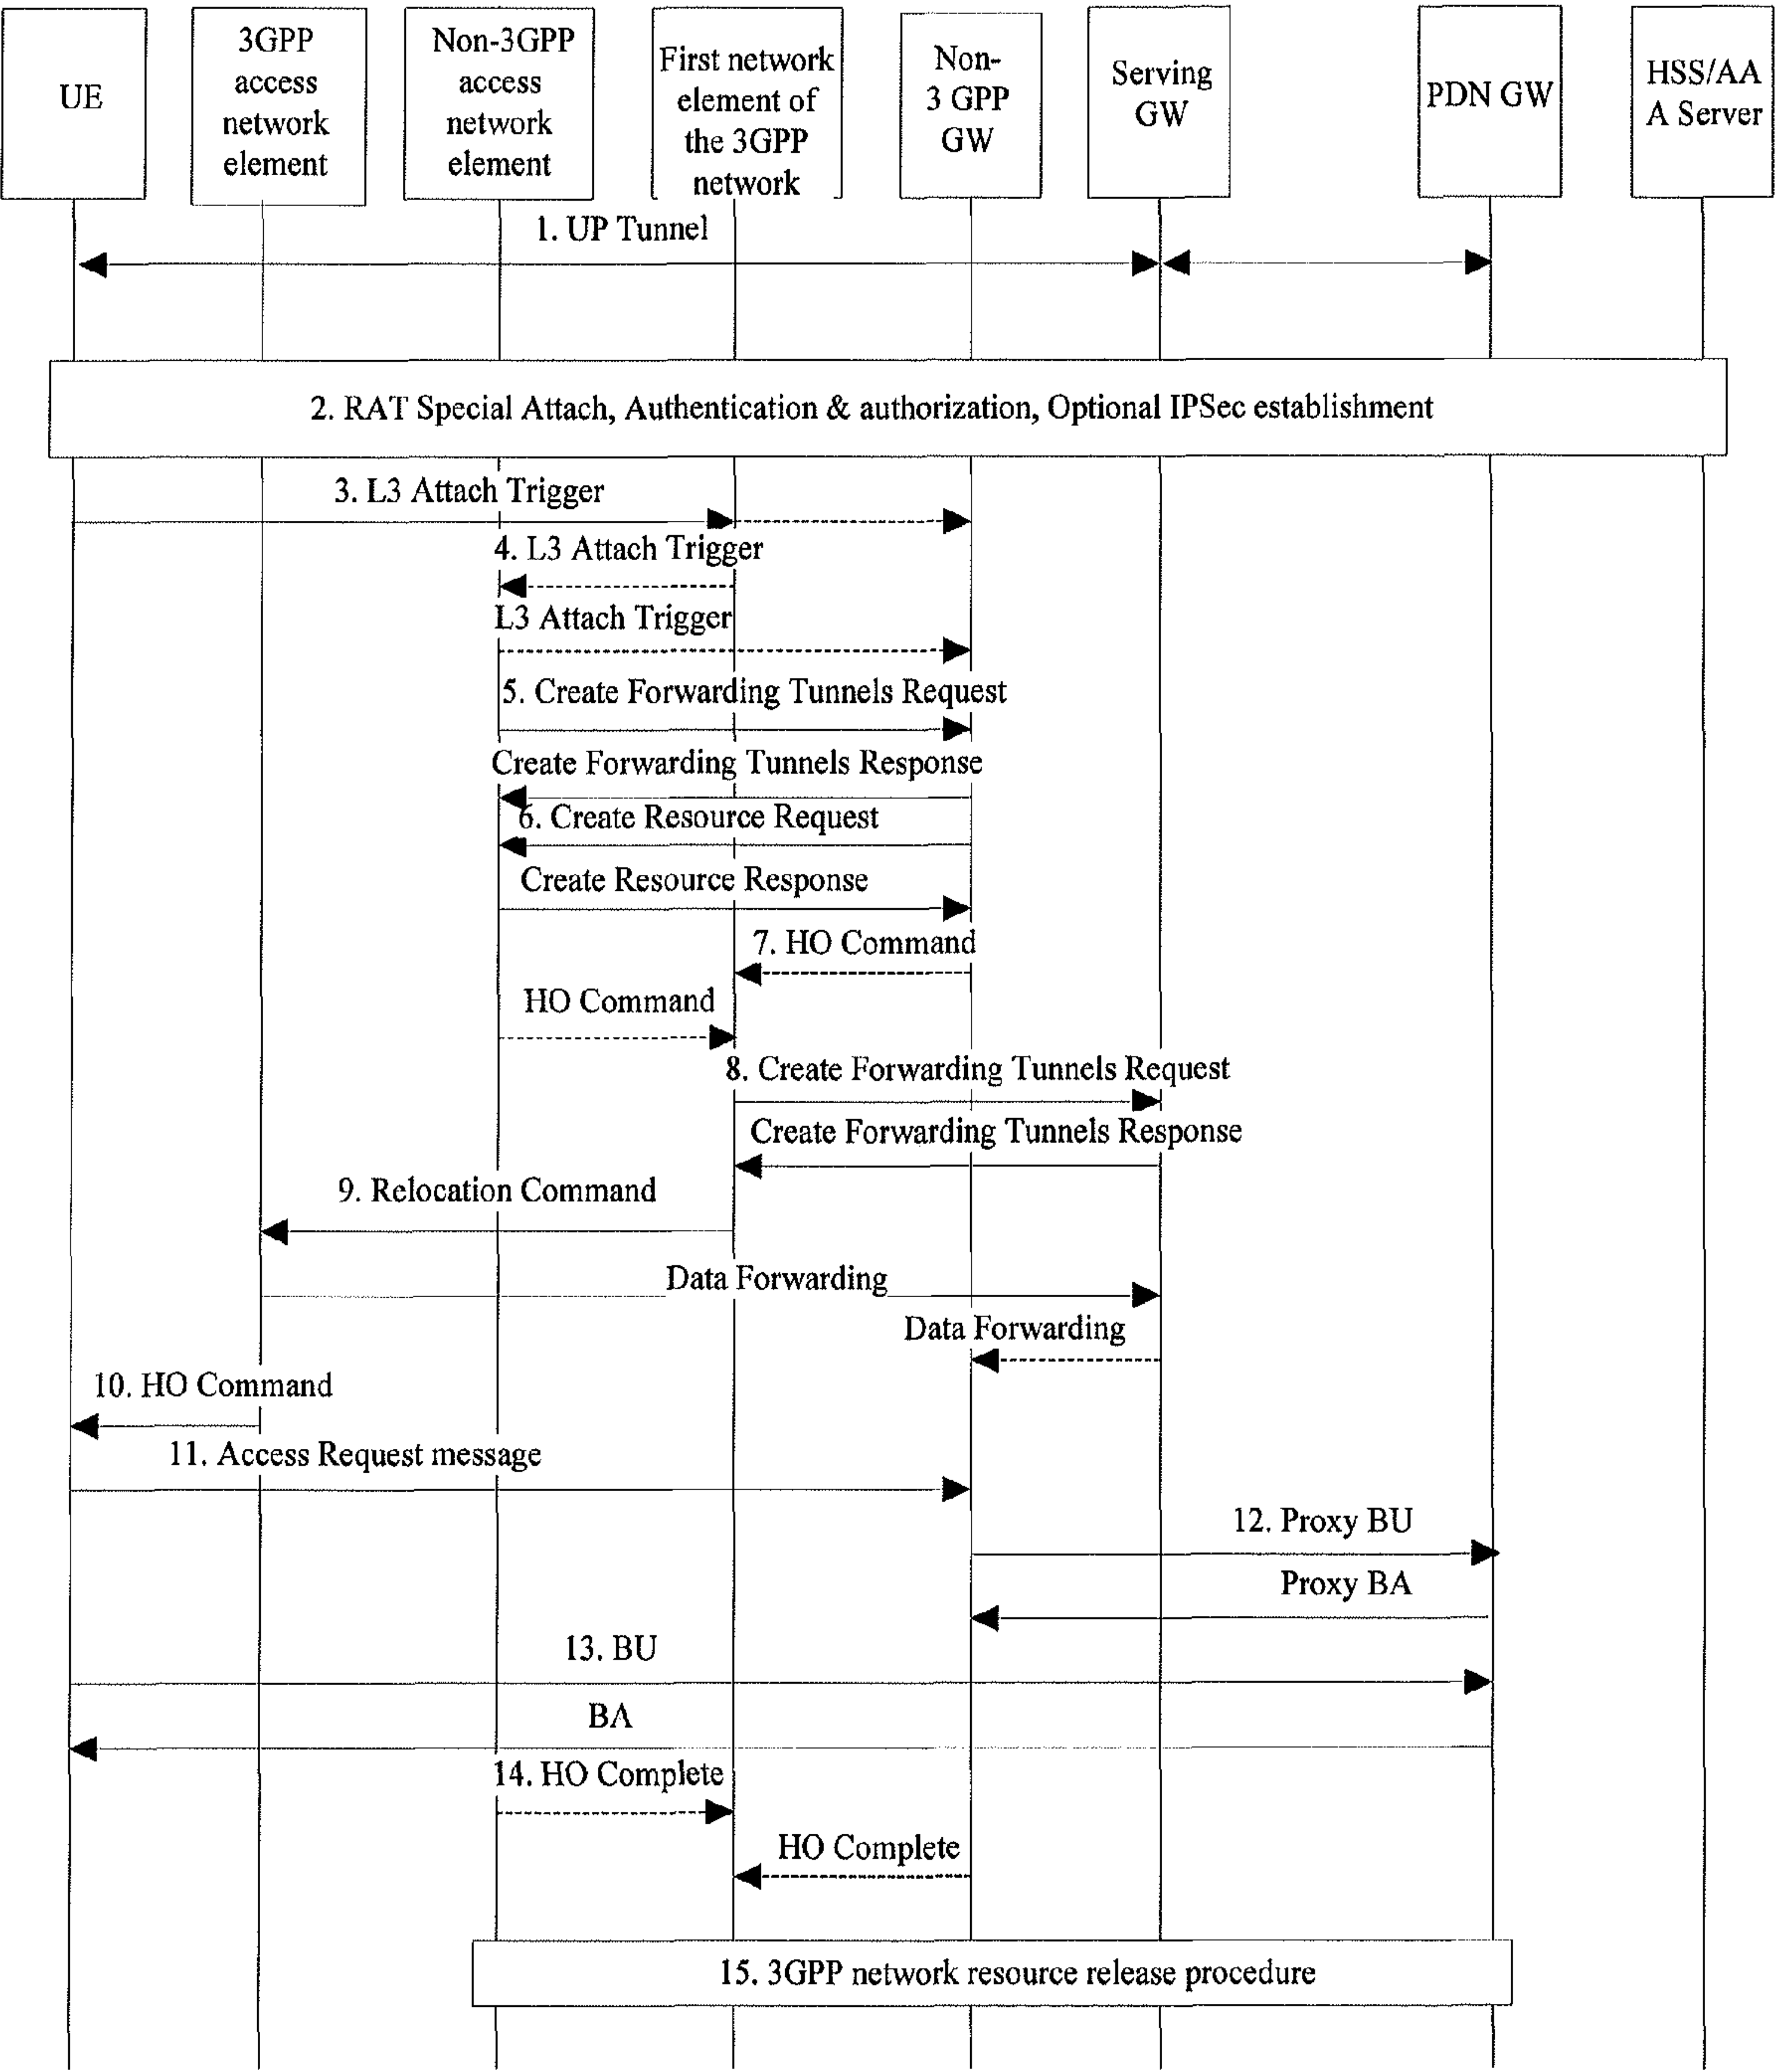 UE
3GPP
access
network
element
Non-3GPP
access
network
element
First network
element of
the 3GPP
network
Non-
3 GPP
GW
Serving
GW
PDN GW
HSS/AA
A Server
1. UP Tunnel
2. RAT Special Attach, Authentication & authorization, Optional IPSec establishment
3. L3 Attach Trigger
4. L3 Attach Trigger
L3 Attach Trigger
5. Create Forwarding Tunnels Request
Create Forwarding Tunnels Response
6. Create Resource Request
Create Resource Response
7. HO Command
HO Command
8. Create Forwarding Tunnels Request
Create Forwarding Tunnels Response
9. Relocation Command
Data Forwarding
Data Forwarding
10. HO Command
11. Access Request message
12. Proxy BU
Proxy BA
13. BU
BA
14. HO Complete
HO Complete
15. 3GPP network resource release procedure